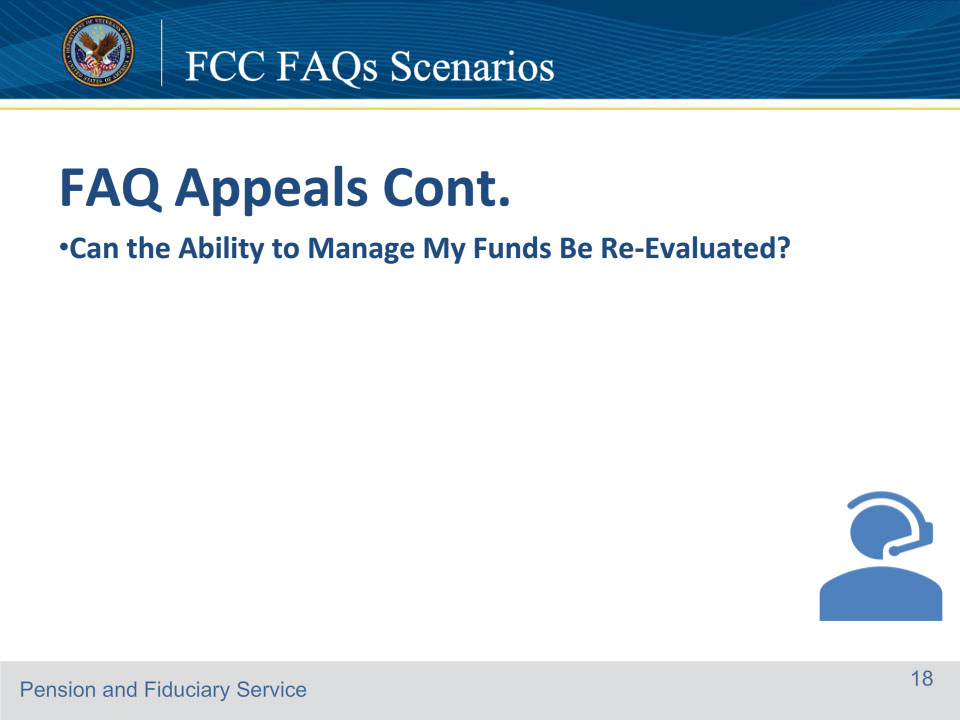 FCC FAQs Scenarios
FAQ Appeals Cont.
•Can the Ability to Manage My Funds Be Re-Evaluated?
Pension and Fiduciary Service
18